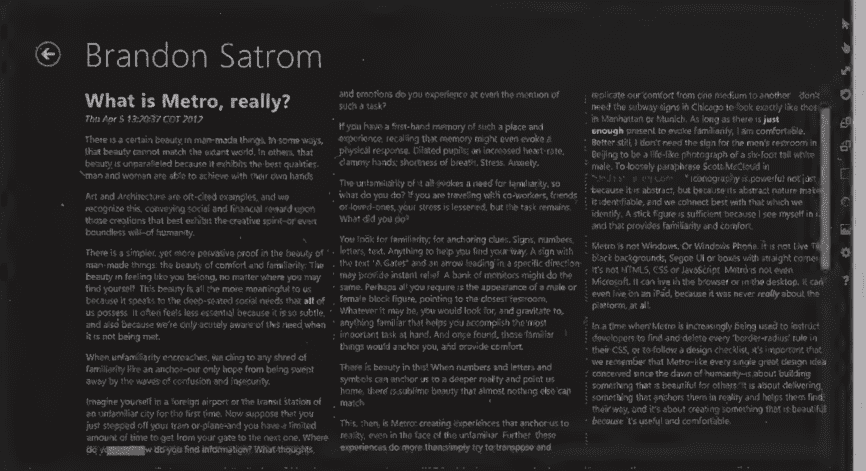 Brandon Satrom
What is Metro, really?
Thu Apr 5 13:20:37 CDT 2012
There is a certain beauty in man-made things. In some ways,
that beauty cannot match the extant world. In others, that
beauty is unparalleled because it exhibits the best qualities
man and women are able to achieve with their own hands
Art and Architecture are oft-cited examples, and we
recognize this, conveying social and financial reward upon
those creations that best exhibit the creative spirit–or even
boundless will–of humanity.
There is a simpler, yet more pervasive proof in the beauty of
man-made things: the beauty of comfort and familiarity: The
beauty in feeling like you belong, no matter where you may
find yourself! This beauty is all the more meaningful to us
because it speaks to the deep-seated social needs that all of
us possess. It often feels less essential because it is so subtle,
and also because we're only acutely aware of this need when
it is not being met.
When unfamiliarity encroaches, we cling to any shred of
familiarity like an anchor–our only hope from being swept
away by the waves of confusion and insecurity.
Imagine yourself in a foreign airport or the transit station of
an unfamiliar city for the first time. Now suppose that you
just stepped off your tram or plane–and you have a limited
amount of time to get from your gate to the next one. Where
do do you find information? What thoughts,
and emotions do you experience at even the mention of
such a task?
If you have a first-hand memory of such a place and
experience, recalling that memory might even evoke a
physical response. Dilated pupils; an increased heart-rate,
clammy hands; shortness of breath, Stress. Anxiety.
The unfamiliarity of it all evokes a need for familiarity, so
what do you do? If you are traveling with co-workers, friends
or loved-ones, your stress is lessened, but the task remains.
What did you do?
You look for familiarity; for anchoring clues. Signs, numbers,
letters, text. Anything to help you find your way. A sign with
the text 'A Gates' and an arrow leading in a specific direction
may provide instant relief. A bank of monitors might do the
same. Perhaps all you require is the appearance of a male or
female block figure, pointing to the closest restroom.
Whatever it may be, you would look for, and gravitate to,
anything familiar that helps you accomplish the most
important task at hand. And once found, those familiar
things would anchor you, and provide comfort.
There is beauty in this! When numbers and letters and
symbols can anchor us to a deeper reality and point us
home, there is sublime beauty that almost nothing else can
match
This, then, is Metro: creating experiences that anchor us to
reality, even in the face of the unfamiliar. Further, these
experiences do more than simply try to transpose and
replicate our comfort from one medium to another don't
need the subway signs in Chicago to look exactly like those
in Manhattan or Munich. As long as there is just
enough present to evoke familiarity, I am comfortable.
Better still, I don't need the sign for the men's restroom in
Beijing to be a life-like photograph of a six-foot tall white
male. To loosely paraphrase Scott McCloud in
iconography is powerful not just
because it is abstract, but because its abstract nature make
it identifiable, and we connect best with that which we
identify. A stick figure is sufficient because I see myself in it
and that provides familiarity and comfort.
Metro is not Windows, Or Windows Phone. It is not Live
black backgrounds, Segoe UI or boxes with straight corner
It's not HTML5, CSS or JavaScript. Metro is not even
Microsoft. It can live in the browser or in the desktop, it can
even live on an iPad, because it was never really about the
platform, at all.
In a time when Metro is increasingly being used to instruct
developers to find and delete every 'border-radius' rule in
their CSS, or to follow a design checklist, it's important that
we remember that Metro–like every single great design idea
conceived since the dawn of humanity–is about building
something that is beautiful for others. It is about delivering
something that anchors them in reality and helps them find
their way, and it's about creating something that is beautiful
because it's useful and comfortable.